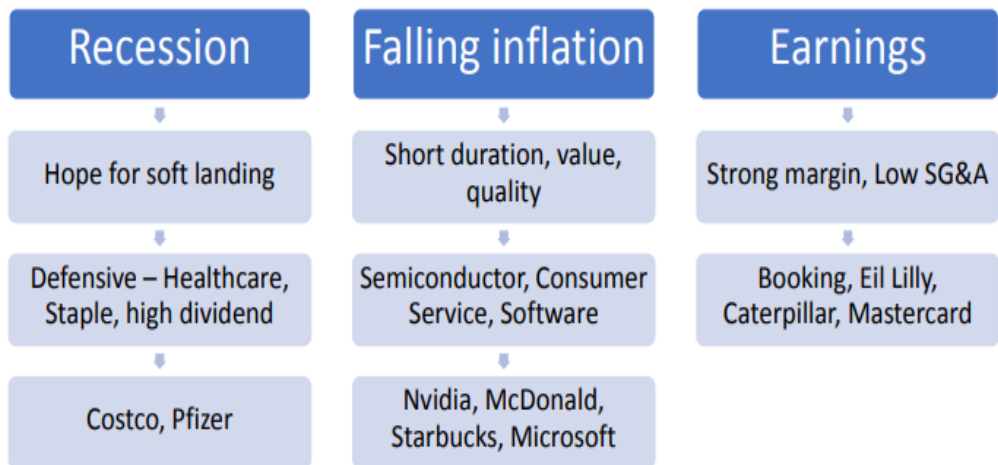 Recession
Hope for soft landing
Defensive – Healthcare,
Staple, high dividend
Costco, Pfizer
Falling inflation
Short duration, value,
quality
Semiconductor, Consumer
Service, Software
Nvidia, McDonald,
Starbucks, Microsoft
Earnings
Strong margin, Low SG&A
Booking, Eil Lilly,
Caterpillar, Mastercard